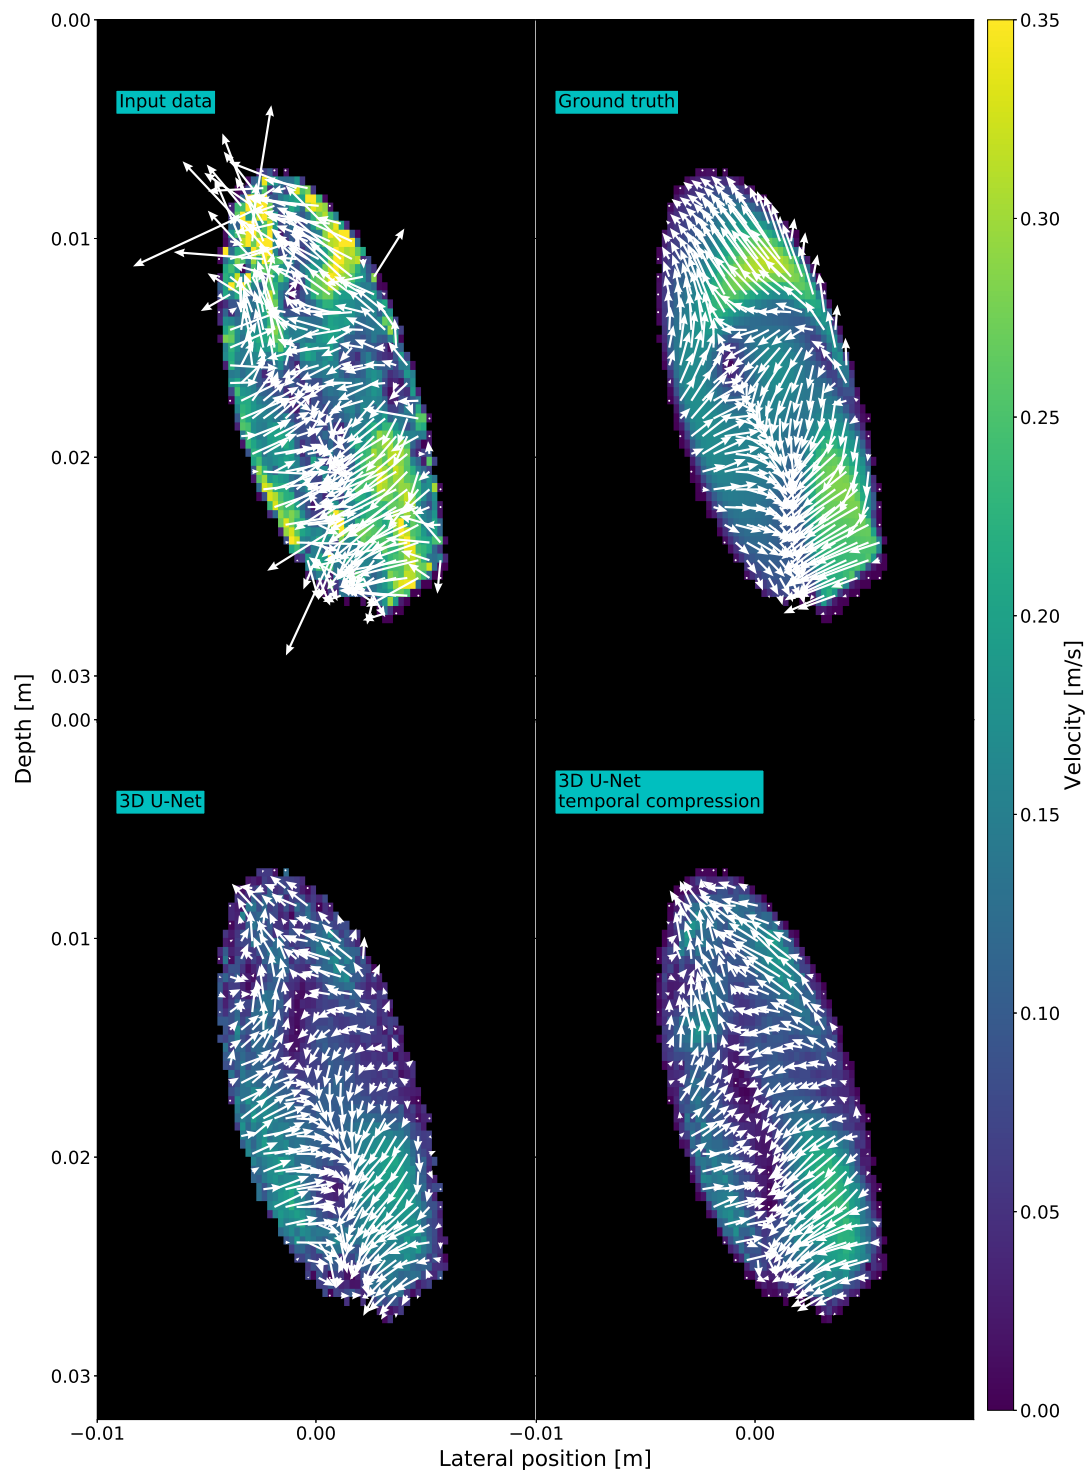 0.00
Input data
Ground truth
0.01
0.02
0.03
0.00
3D U-Net
3D U-Net
temporal compression
0.01
0.02
0.03
Depth [m]
−0.01
0.00
−0.01
0.00
Lateral position [m]
0.35
0.30
0.25
0.20
0.15
0.10
0.05
0.00
Velocity [m/s]